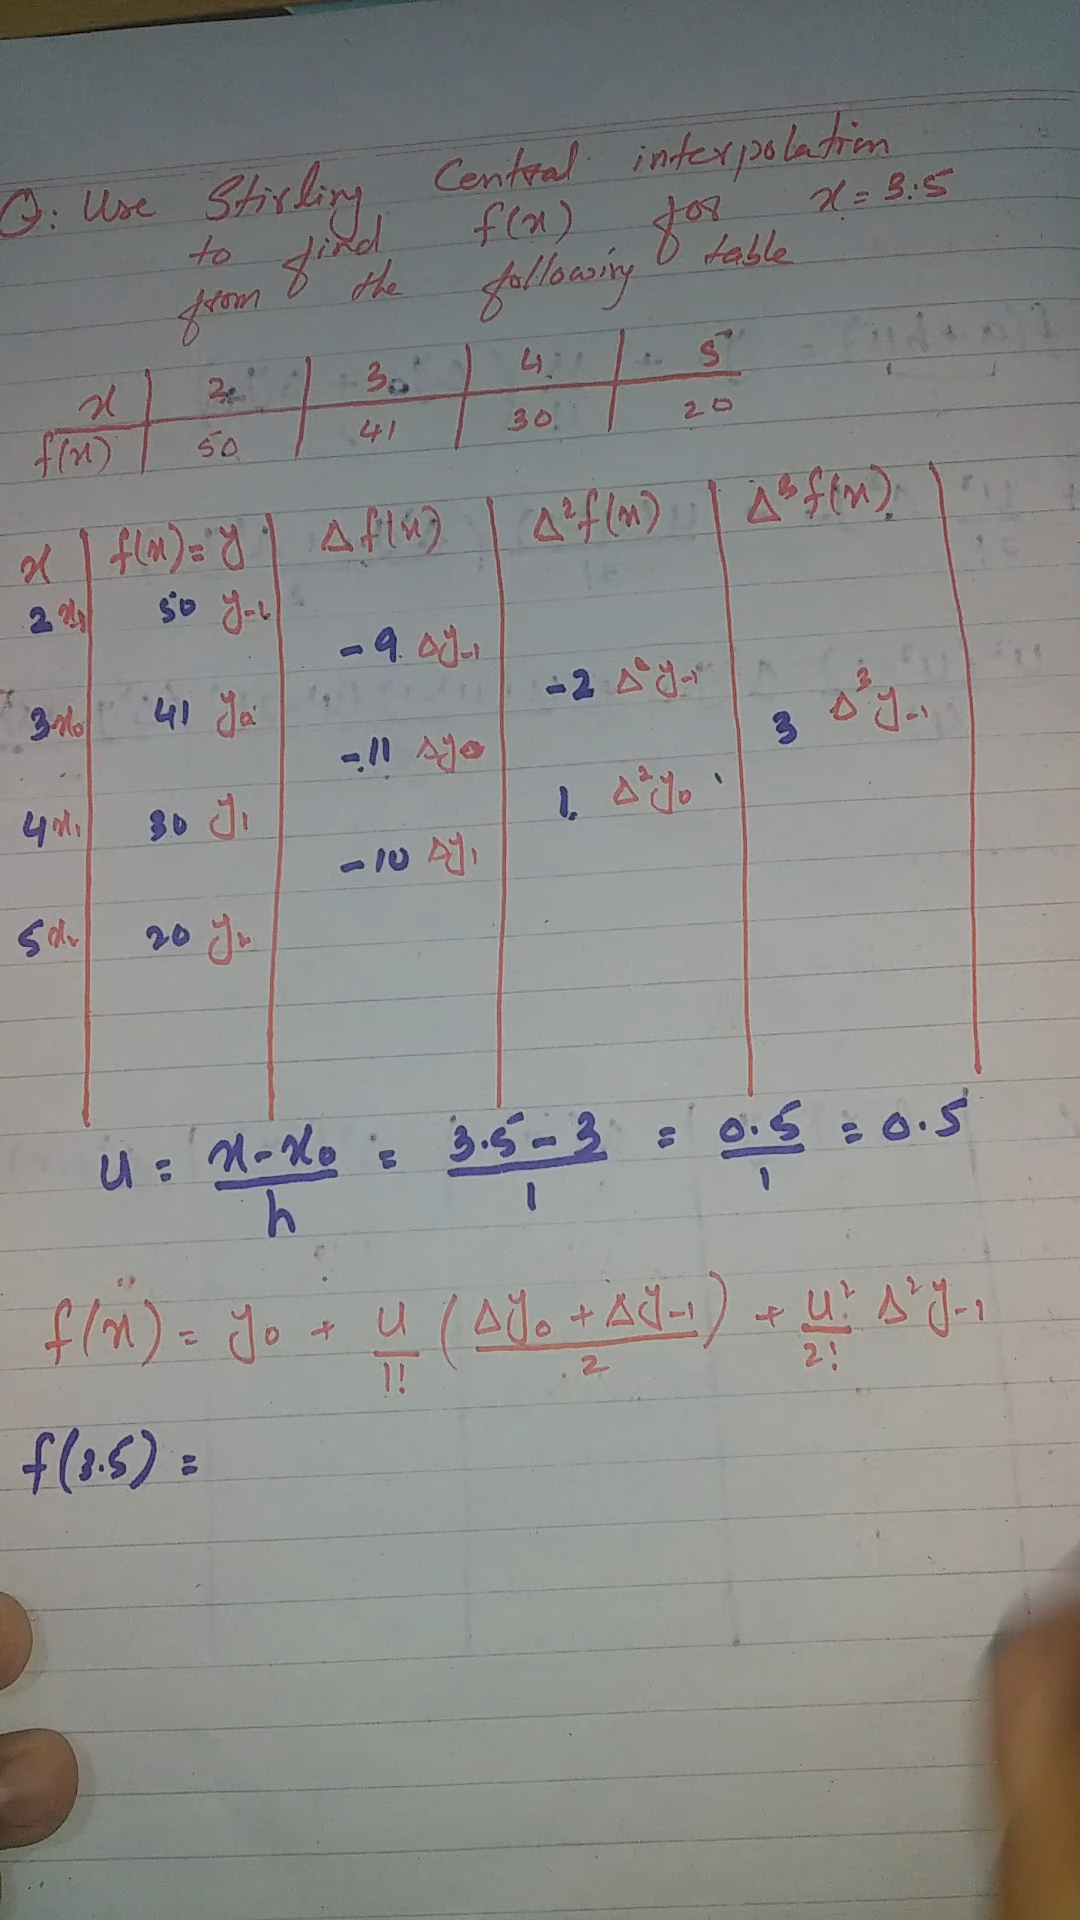 Q: Use Stirling Central interpolation
to find f(x) for x = 3.5
from the following table
x | 2 | 3 | 4 | 5
f(x) | 50 | 41 | 30 | 20
x | f(x) = y | Δf(x) | Δ²f(x) | Δ³f(x)
2 x₋₁ 50 y₋₁
-9 Δy₋₁
-2 Δ²y₋₁
3 x₀ 41 y₀ 3 Δ³y₋₁
-11 Δy₀
1 Δ²y₀
4 x₁ 30 y₁
-10 Δy₁
5 x₂ 20 y₂
u = x - x₀ / h = 3.5 - 3 / 1 = 0.5 / 1 = 0.5
f(x) = y₀ + u/1! (Δy₀ + Δy₋₁ / 2) + u²/2! Δ²y₋₁
f(3.5) =